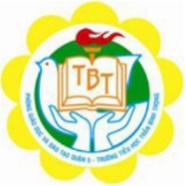 TBT
PHÒNG GIÁO DỤC VÀ ĐÀO TẠO QUẬN 5 - TRƯỜNG TIỂU HỌC TRẦN BÌNH TRỌNG